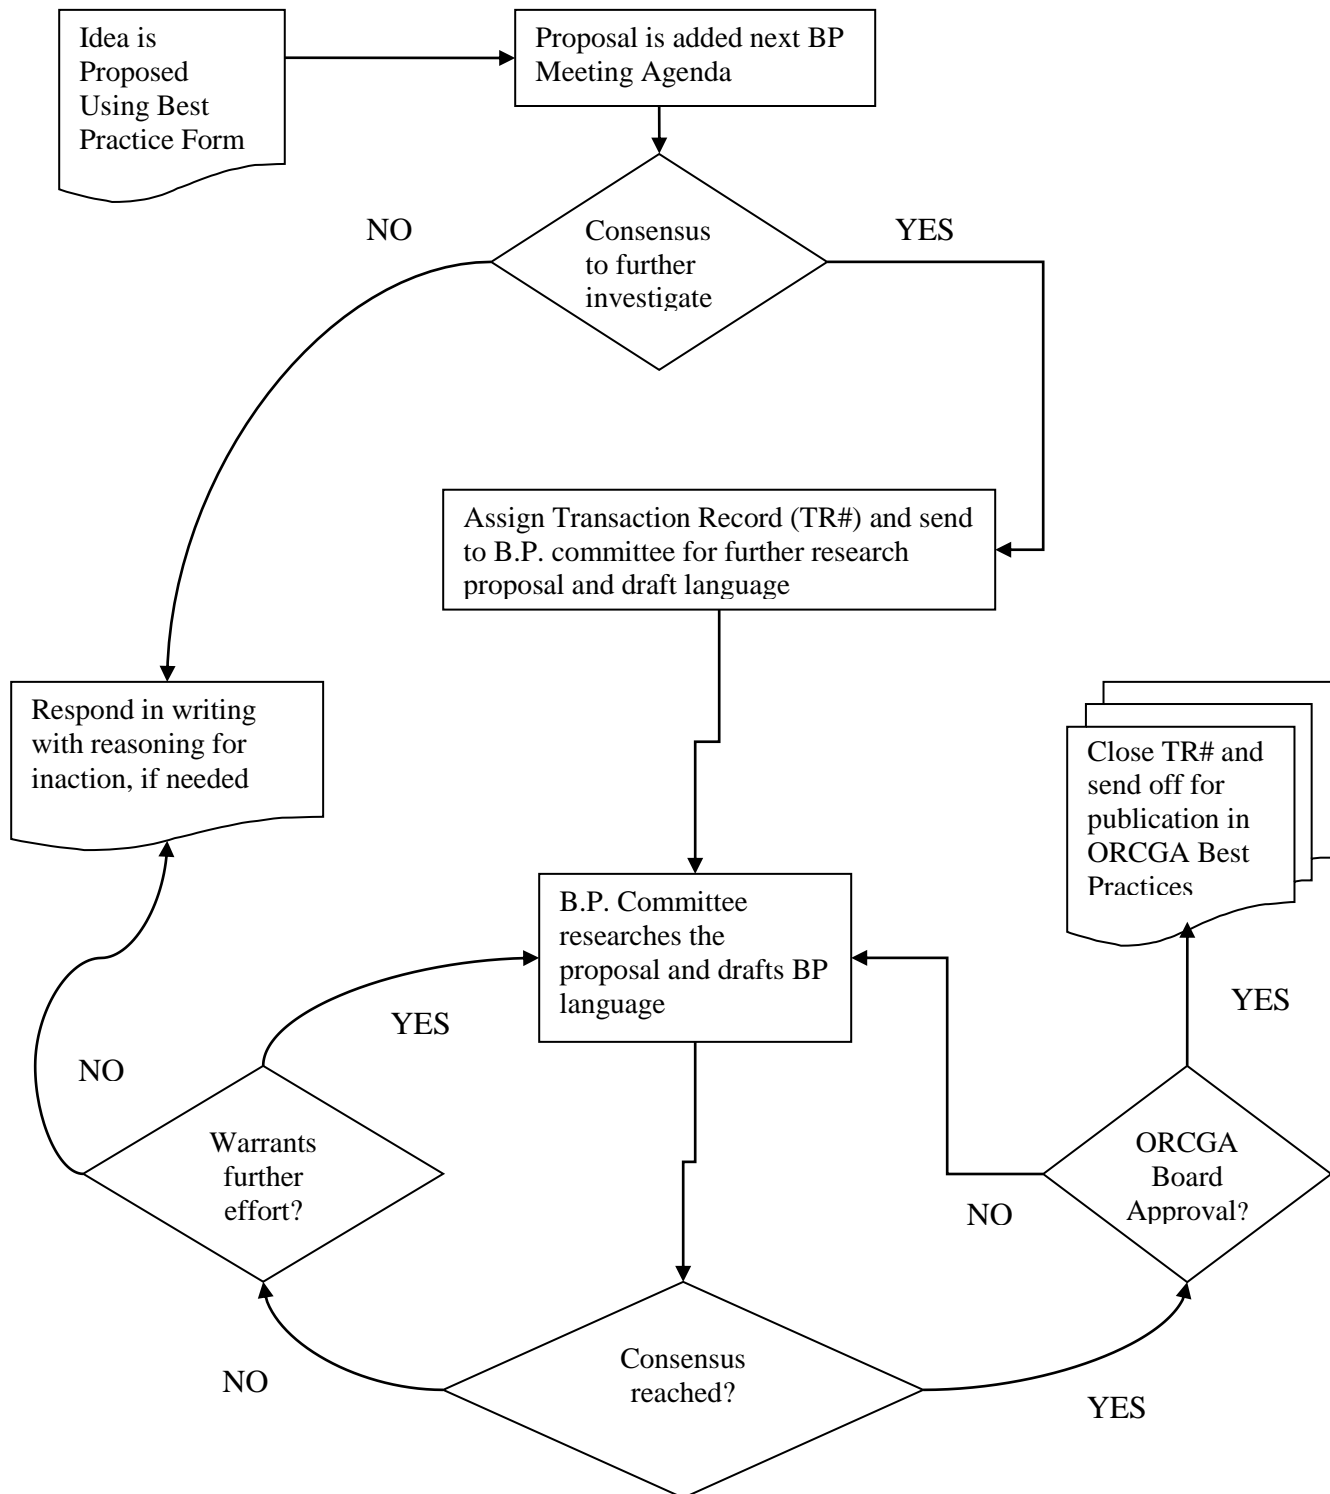 Idea is
Proposed
Using Best
Practice Form
Proposal is added next BP
Meeting Agenda
NO
YES
Consensus
to further
investigate
Assign Transaction Record (TR#) and send
to B.P. committee for further research
proposal and draft language
Respond in writing
with reasoning for
inaction, if needed
Close TR# and
send off for
publication in
ORCGA Best
Practices
B.P. Committee
researches the
proposal and drafts BP
language
YES
YES
NO
Warrants
further
effort?
ORCGA
Board
Approval?
NO
Consensus
reached?
NO
YES